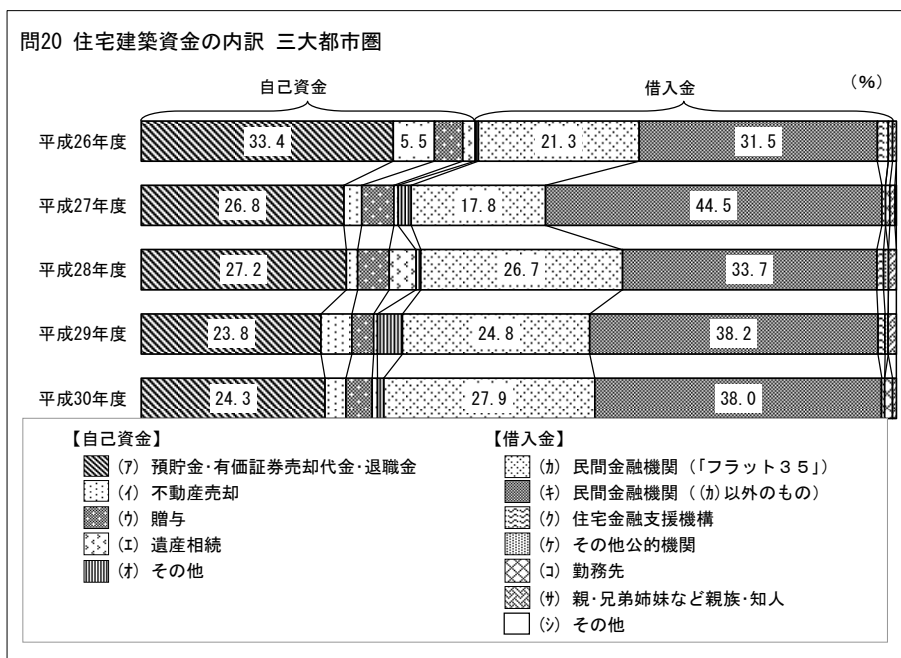 問20 住宅建築資金の内訳 三大都市圏
自己資金 借入金 (%)
平成26年度 33.4 5.5 21.3 31.5
平成27年度 26.8 17.8 44.5
平成28年度 27.2 26.7 33.7
平成29年度 23.8 24.8 38.2
平成30年度 24.3 27.9 38.0
【自己資金】
(ｱ) 預貯金･有価証券売却代金･退職金
(ｲ) 不動産売却
(ｳ) 贈与
(ｴ) 遺産相続
(ｵ) その他
【借入金】
(ｶ) 民間金融機関（「フラット３５」）
(ｷ) 民間金融機関（(ｶ)以外のもの）
(ｸ) 住宅金融支援機構
(ｹ) その他公的機関
(ｺ) 勤務先
(ｻ) 親･兄弟姉妹など親族･知人
(ｼ) その他